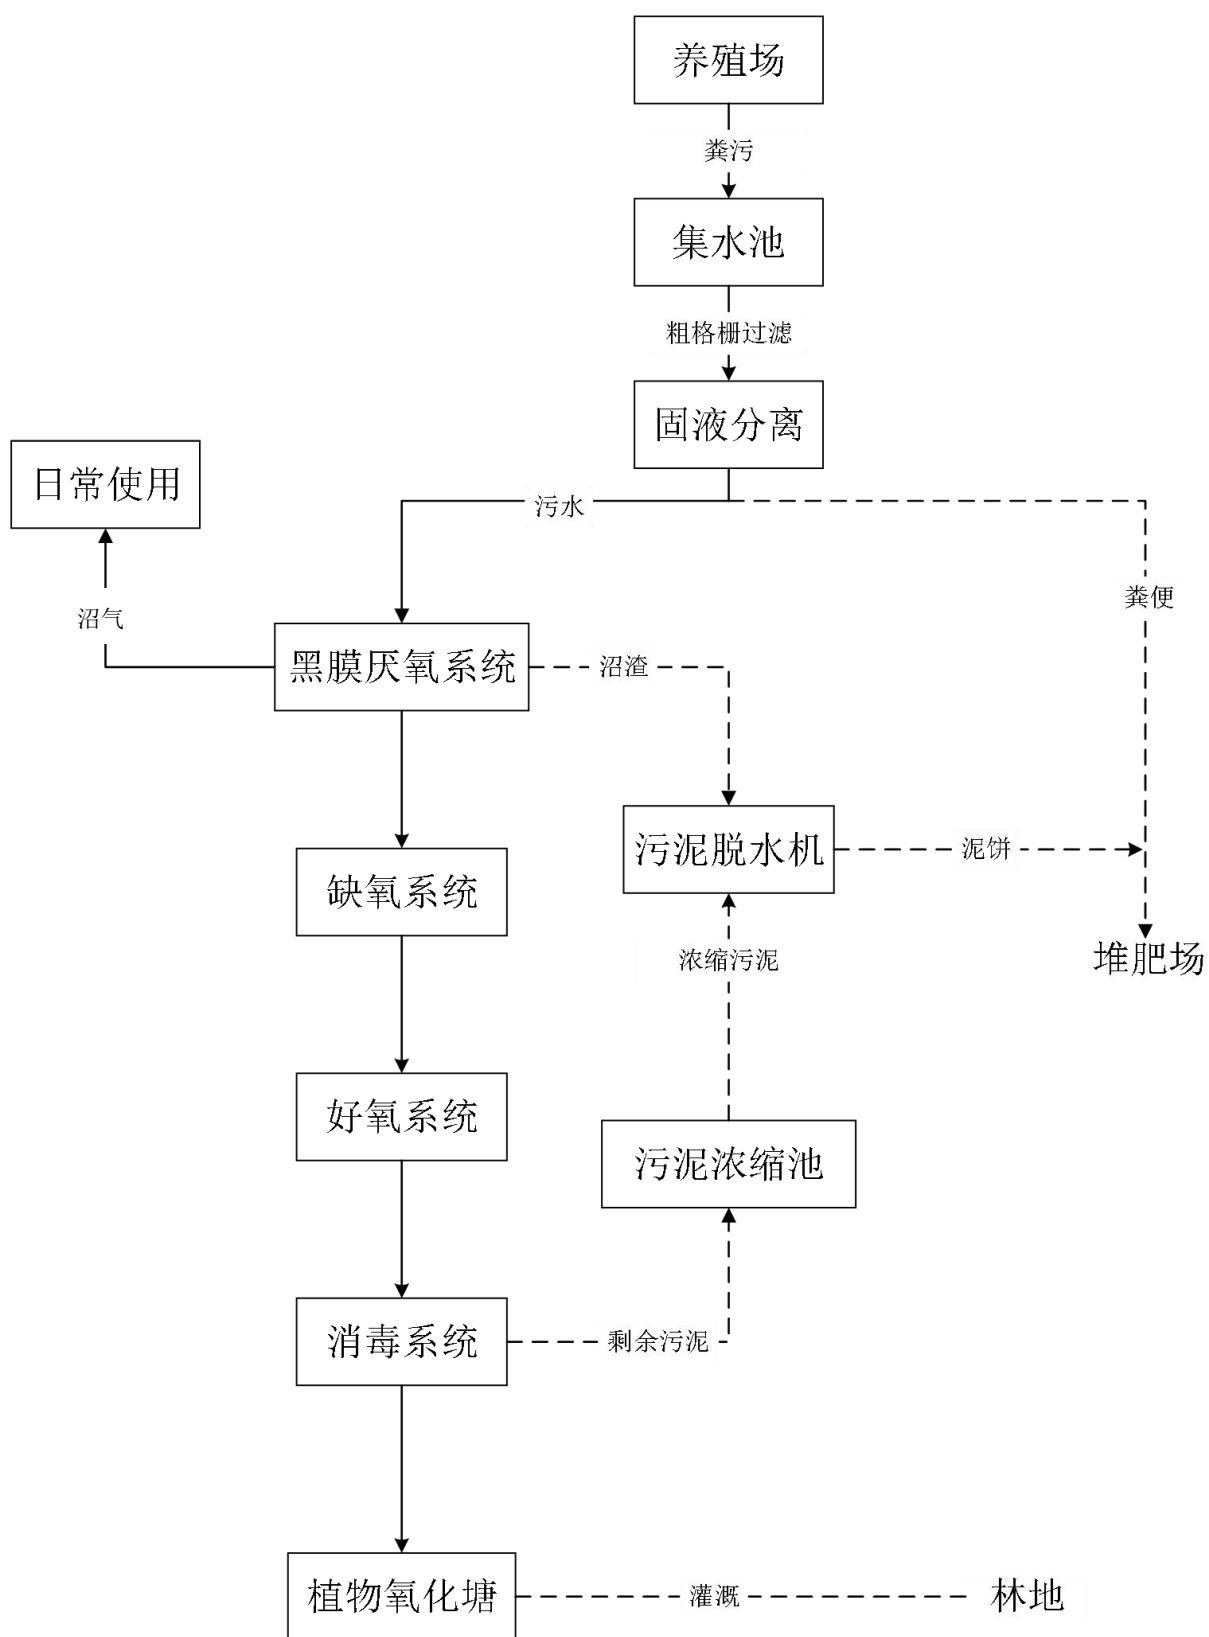 养殖场
粪污
集水池
粗格栅过滤
固液分离
日常使用
污水
粪便
沼气
黑膜厌氧系统
沼渣
污泥脱水机
泥饼
缺氧系统
浓缩污泥
堆肥场
好氧系统
污泥浓缩池
消毒系统
剩余污泥
植物氧化塘
灌溉
林地